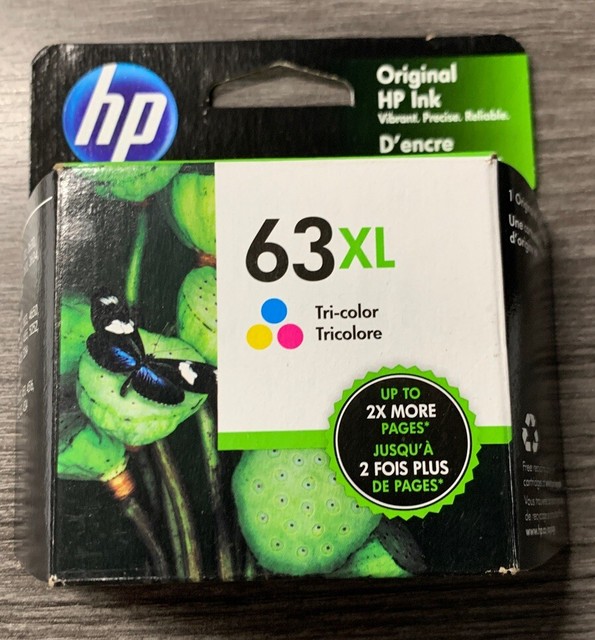 hp
Original
HP Ink
Vibrant. Precise. Reliable.
D'encre
63XL
Tri-color
Tricolore
UP TO
2X MORE
PAGES*
JUSQU'À
2 FOIS PLUS
DE PAGES*